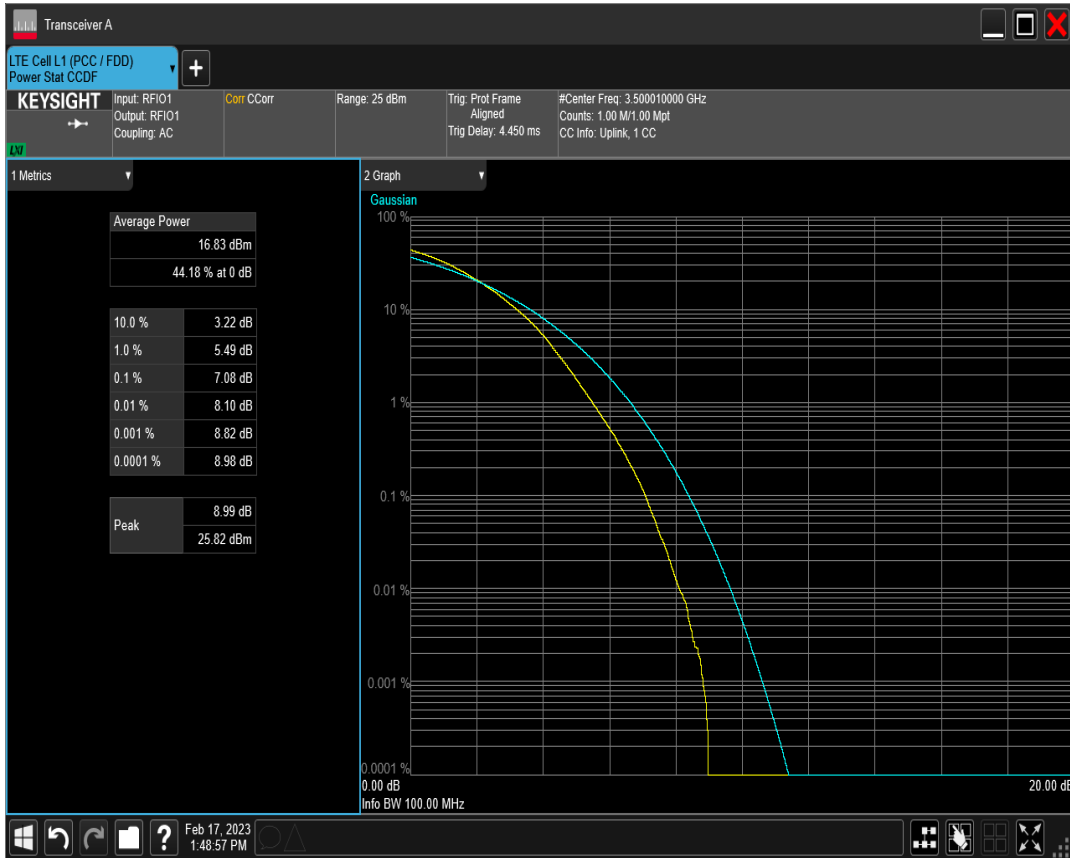 Transceiver A
LTE Cell L1 (PCC / FDD)
Power Stat CCDF
KEYSIGHT
LXI
Input: RFIO1
Output: RFIO1
Coupling: AC
Corr CCorr
Range: 25 dBm
Trig: Prot Frame
Aligned
Trig Delay: 4.450 ms
#Center Freq: 3.500010000 GHz
Counts: 1.00 M/1.00 Mpt
CC Info: Uplink, 1 CC
1 Metrics
Average Power
16.83 dBm
44.18 % at 0 dB
10.0 % 3.22 dB
1.0 % 5.49 dB
0.1 % 7.08 dB
0.01 % 8.10 dB
0.001 % 8.82 dB
0.0001 % 8.98 dB
Peak
8.99 dB
25.82 dBm
2 Graph
Gaussian
100 %
10 %
1 %
0.1 %
0.01 %
0.001 %
0.0001 %
0.00 dB 20.00 dB
Info BW 100.00 MHz
? Feb 17, 2023
1:48:57 PM